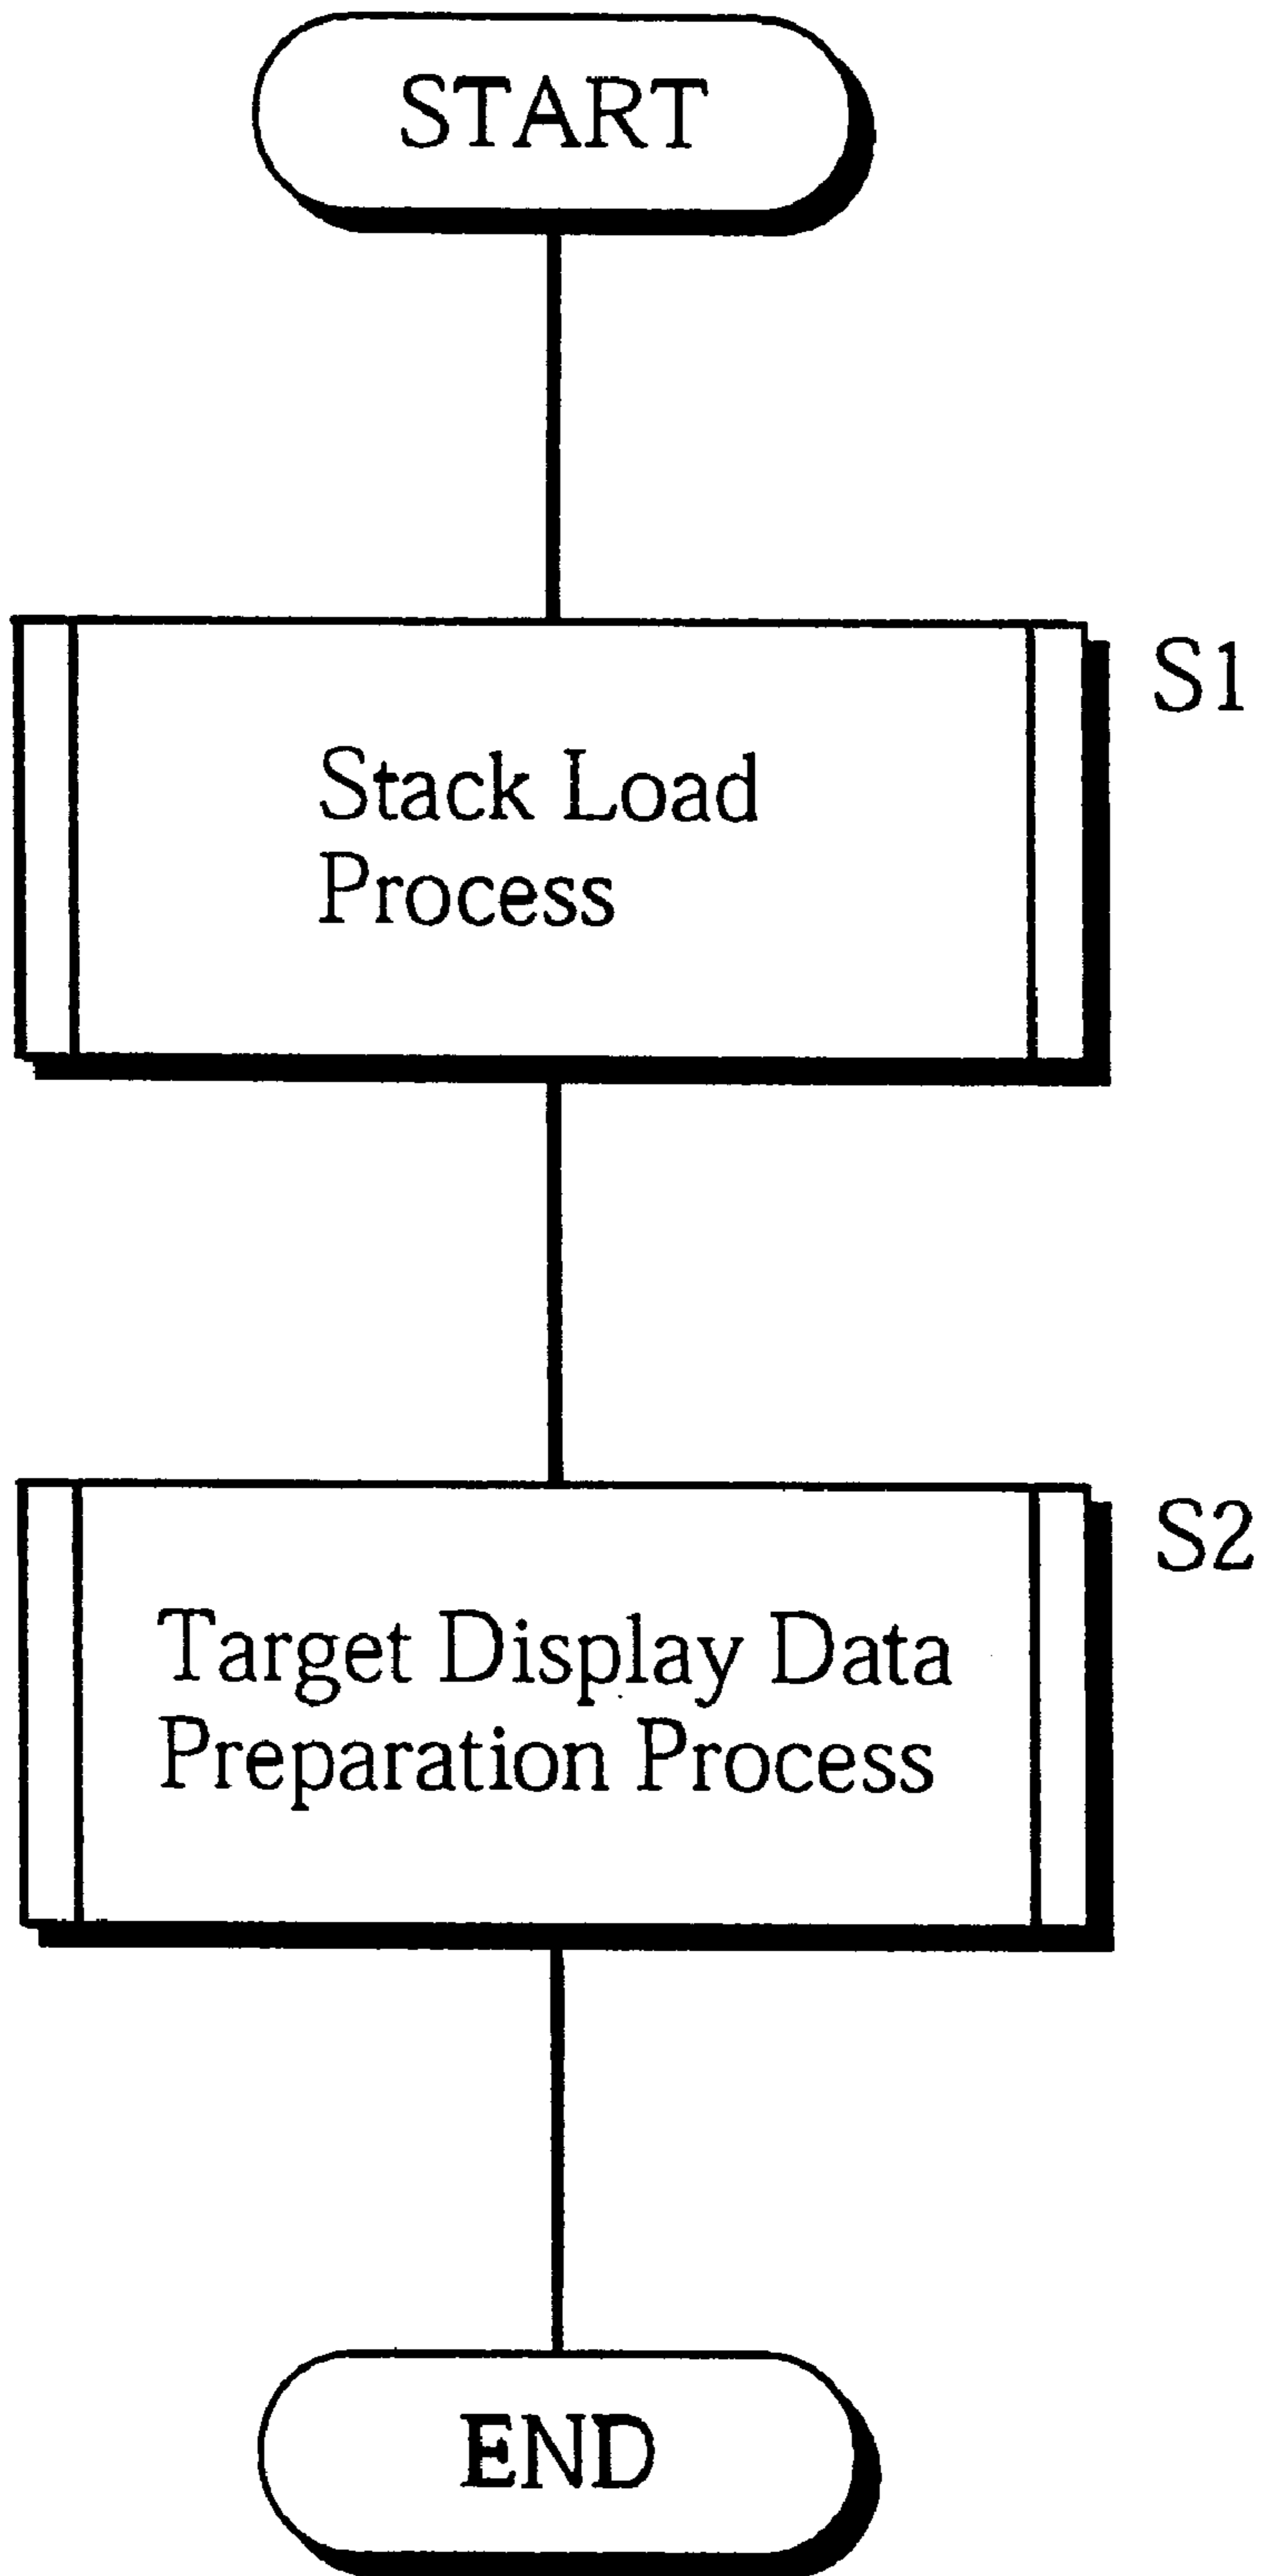 START
S1
Stack Load
Process
S2
Target Display Data
Preparation Process
END